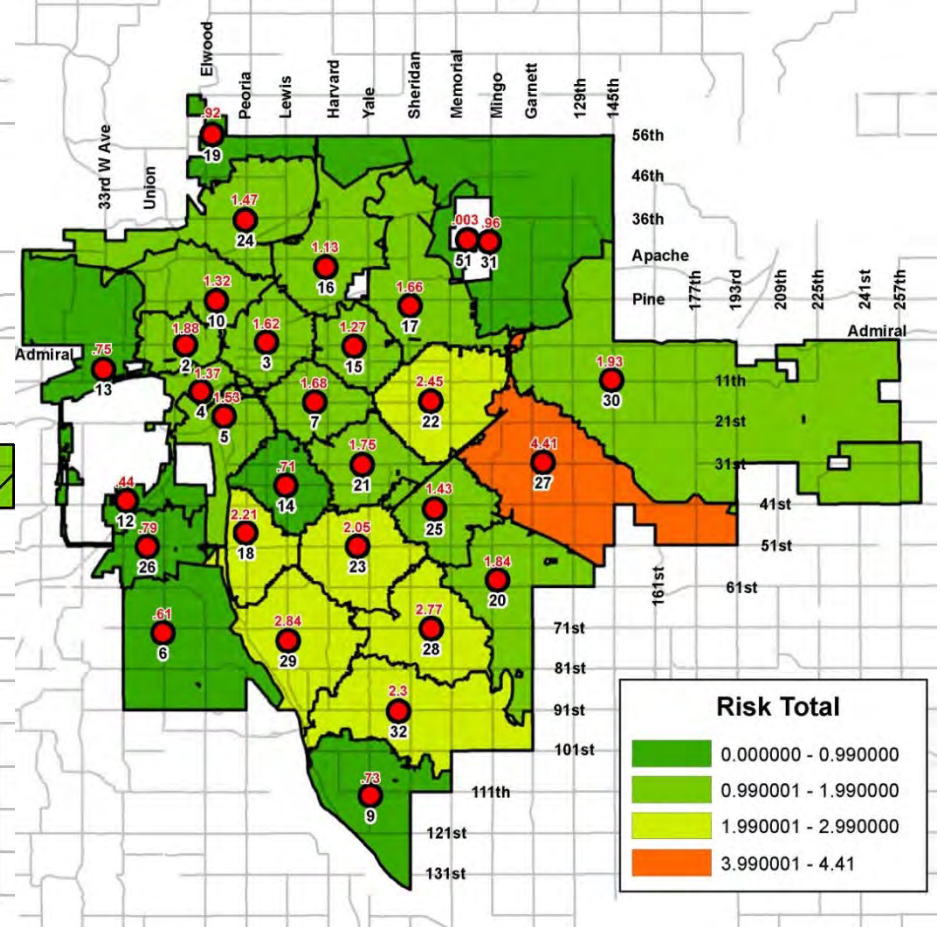 Elwood
Peoria
Lewis
Harvard
Yale
Sheridan
Memorial
Mingo
Garnett
129th
145th
33rd W Ave
Union
.92
19
56th
46th
1.47
24
36th
.003
51
.96
31
1.13
16
Apache
177th
193rd
209th
225th
241st
257th
1.32
10
1.66
17
Pine
1.88
2
1.62
3
1.27
15
Admiral
Admiral
.75
13
1.93
30
11th
1.37
4
1.53
5
1.68
7
2.45
22
21st
4.41
27
31st
1.75
21
.71
14
.44
12
1.43
25
41st
2.21
18
2.05
23
.79
26
51st
1.84
20
161st
61st
.61
6
2.84
29
2.77
28
71st
81st
2.3
32
91st
101st
.73
9
111th
121st
131st
Risk Total
0.000000 - 0.990000
0.990001 - 1.990000
1.990001 - 2.990000
3.990001 - 4.41